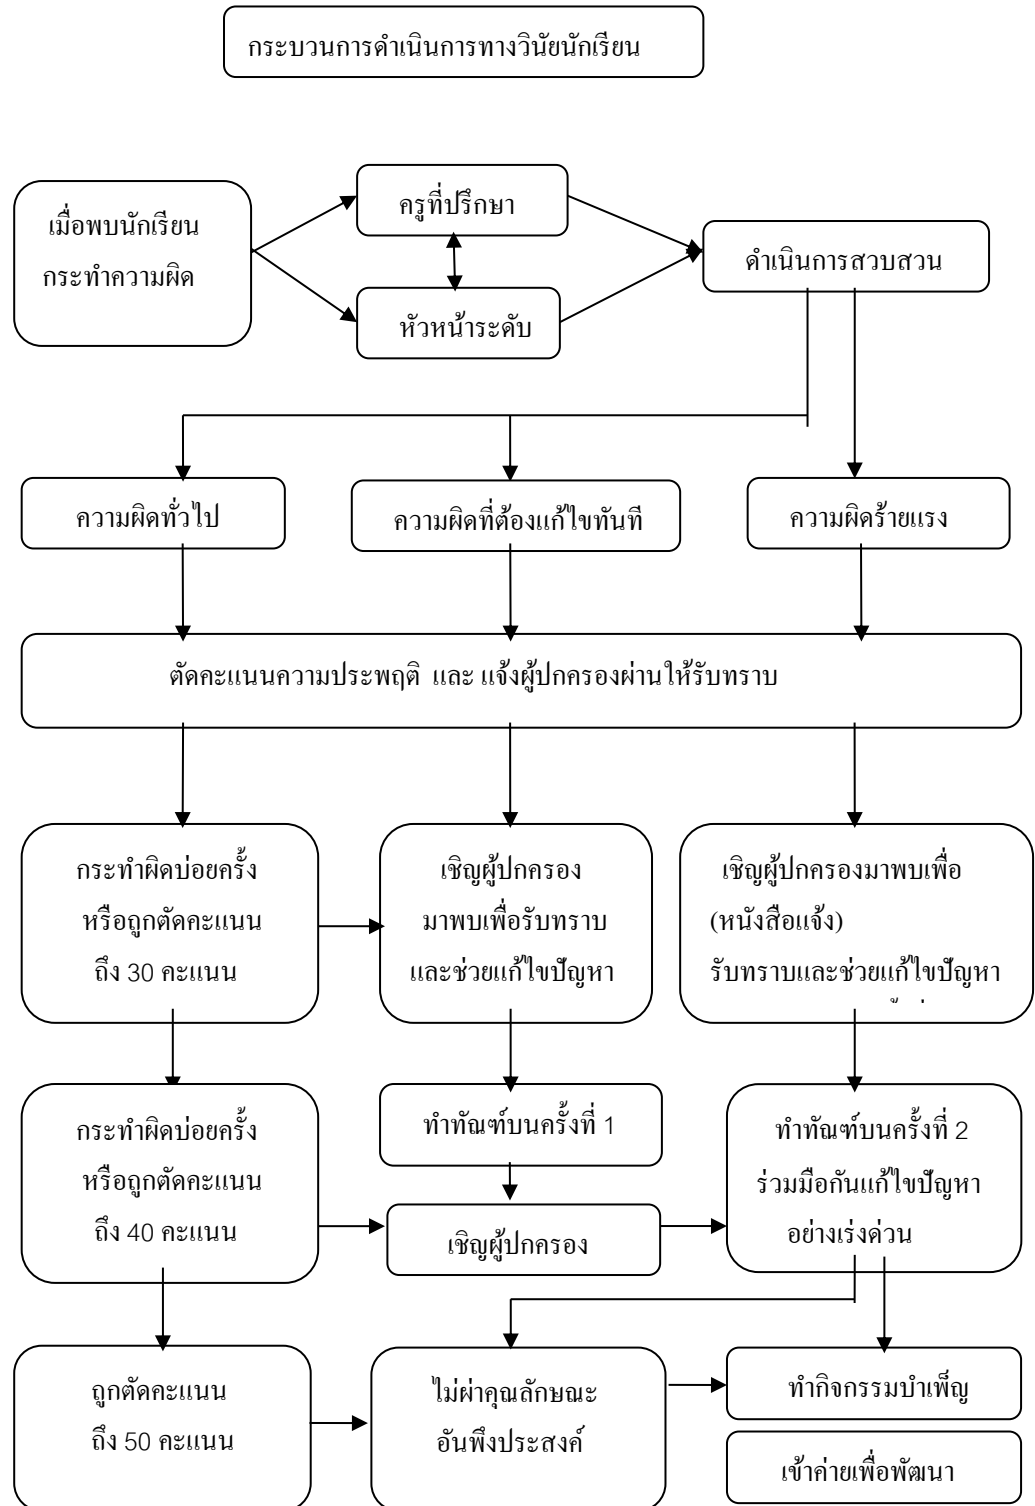 กระบวนการดำเนินการทางวินัยนักเรียน
เมื่อพบนักเรียน
กระทำความผิด
ครูที่ปรึกษา
หัวหน้าระดับ
ดำเนินการสวบสวน
ความผิดทั่วไป
ความผิดที่ต้องแก้ไขทันที
ความผิดร้ายแรง
ตัดคะแนนความประพฤติ และ แจ้งผู้ปกครองผ่านให้รับทราบ
กระทำผิดบ่อยครั้ง
หรือถูกตัดคะแนน
ถึง 30 คะแนน
เชิญผู้ปกครอง
มาพบเพื่อรับทราบ
และช่วยแก้ไขปัญหา
เชิญผู้ปกครองมาพบเพื่อ
(หนังสือแจ้ง)
รับทราบและช่วยแก้ไขปัญหา
กระทำผิดบ่อยครั้ง
หรือถูกตัดคะแนน
ถึง 40 คะแนน
ทำทัณฑ์บนครั้งที่ 1
เชิญผู้ปกครอง
ทำทัณฑ์บนครั้งที่ 2
ร่วมมือกันแก้ไขปัญหา
อย่างเร่งด่วน
ถูกตัดคะแนน
ถึง 50 คะแนน
ไม่ผ่าคุณลักษณะ
อันพึงประสงค์
ทำกิจกรรมบำเพ็ญ
เข้าค่ายเพื่อพัฒนา